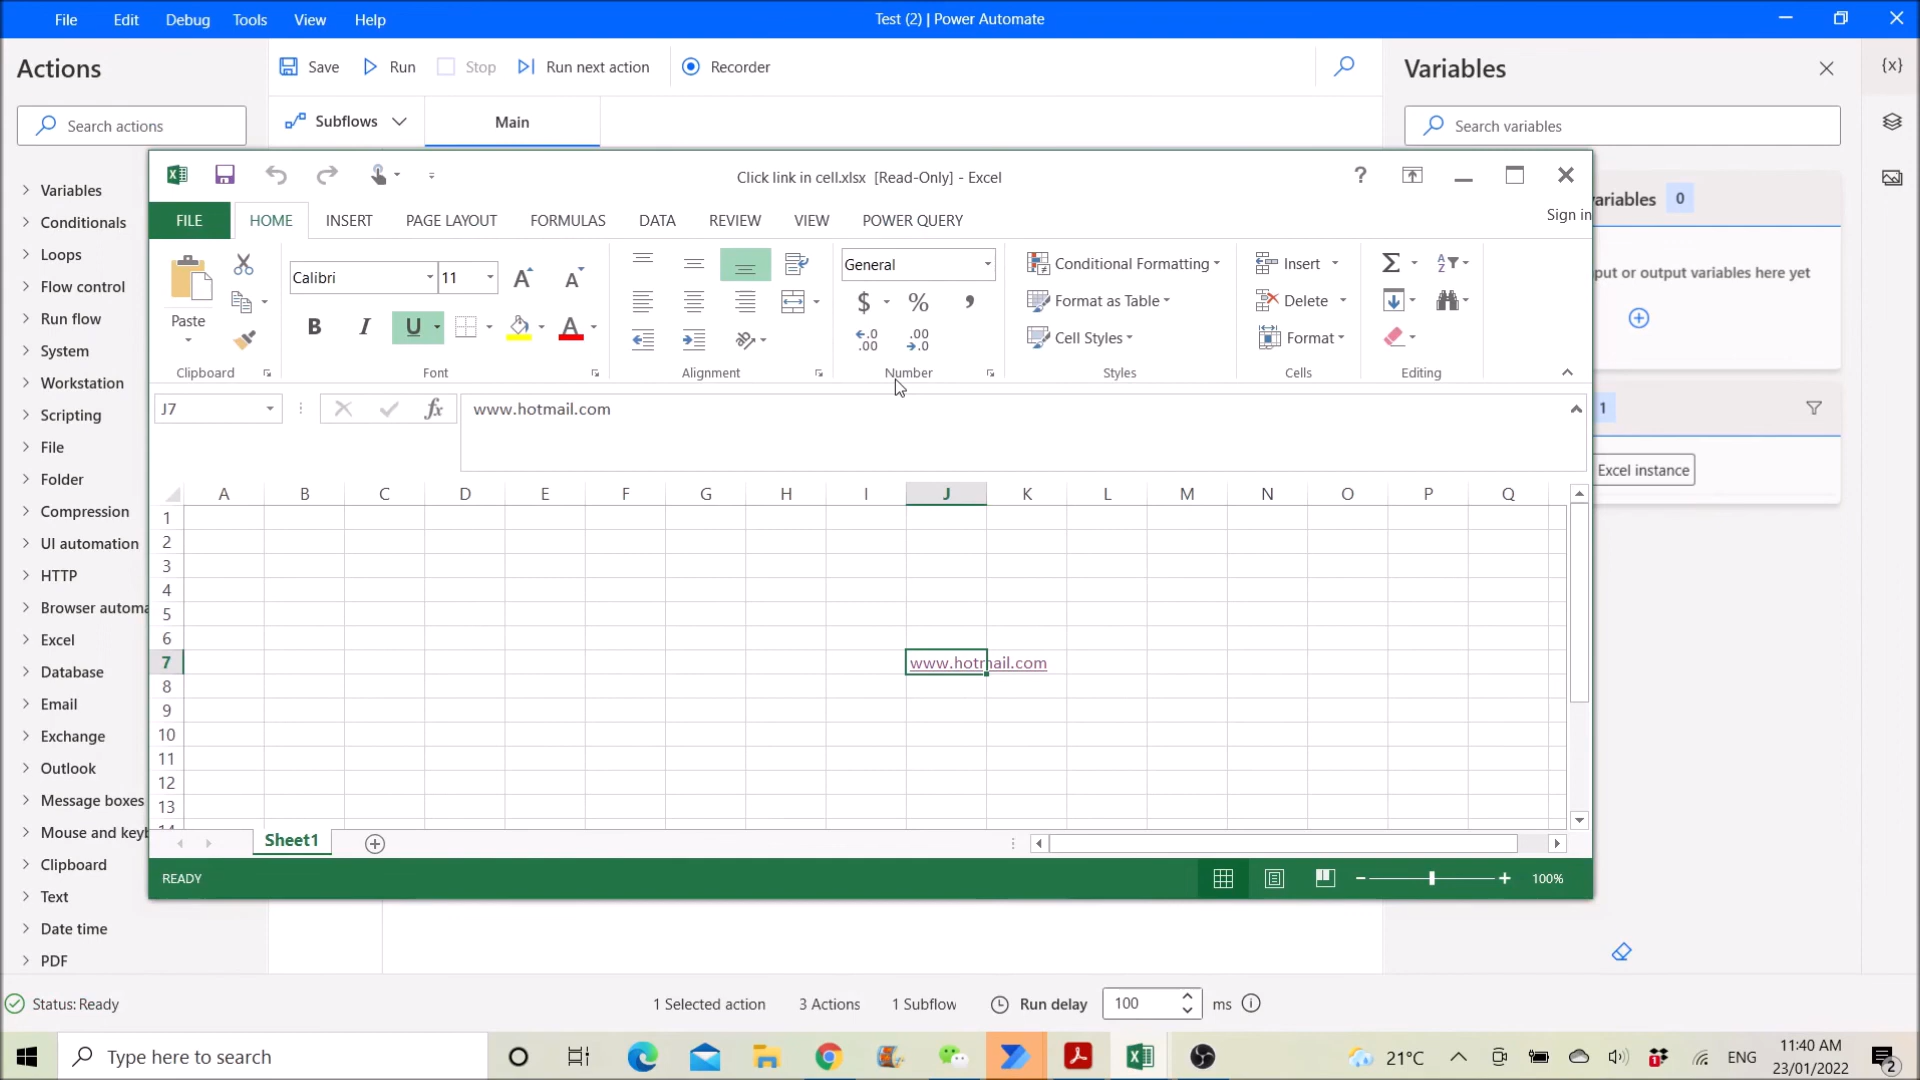 File Edit Debug Tools View Help
Test (2) | Power Automate
Actions
Save Run Stop Run next action Recorder
Variables
{x}
Search actions
Subflows
Main
Search variables
Click link in cell.xlsx [Read-Only] - Excel
?
FILE HOME INSERT PAGE LAYOUT FORMULAS DATA REVIEW VIEW POWER QUERY
Sign in
Variables
Conditionals
Loops
Flow control
Run flow
System
Workstation
Scripting
File
Folder
Compression
UI automation
HTTP
Browser automa
Excel
Database
Email
Exchange
Outlook
Message boxes
Mouse and keyb
Clipboard
Text
Date time
PDF
Paste
Clipboard
Calibri 11 A A
B I U A
Font
Alignment
General
$ % ,
.0 .00 .00 .0
Number
Conditional Formatting
Format as Table
Cell Styles
Styles
Insert
Delete
Format
Cells
Σ
A Z
Editing
ariables 0
put or output variables here yet
1
Excel instance
J7
fx
www.hotmail.com
A B C D E F G H I J K L M N O P Q
1
2
3
4
5
6
7 www.hotmail.com
8
9
10
11
12
13
Sheet1
READY
100%
Status: Ready
1 Selected action 3 Actions 1 Subflow Run delay 100 ms
Type here to search
21°C
ENG
11:40 AM
23/01/2022
2
1